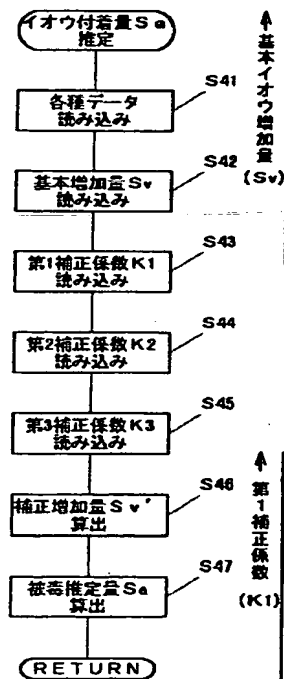 イオウ付着量Sa
推定
S41
各種データ
読み込み
S42
基本増加量Sv
読み込み
S43
第1補正係数K1
読み込み
S44
第2補正係数K2
読み込み
S45
第3補正係数K3
読み込み
S46
補正増加量Sv'
算出
S47
被毒推定量Sa
算出
RETURN
↑基本イオウ増加量
(Sv)
↑第1補正係数
(K1)